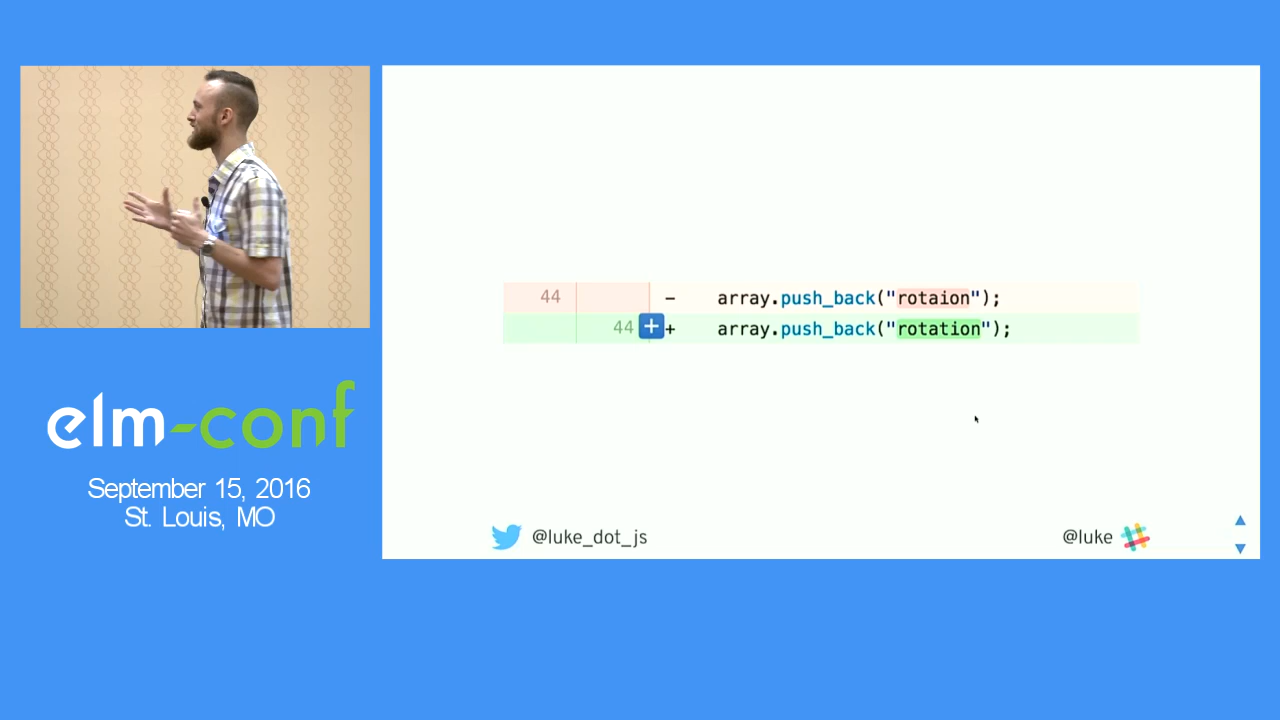 44 - array.push_back("rotaion");
44 + + array.push_back("rotation");
elm-conf
September 15, 2016
St. Louis, MO
@luke_dot_js
@luke